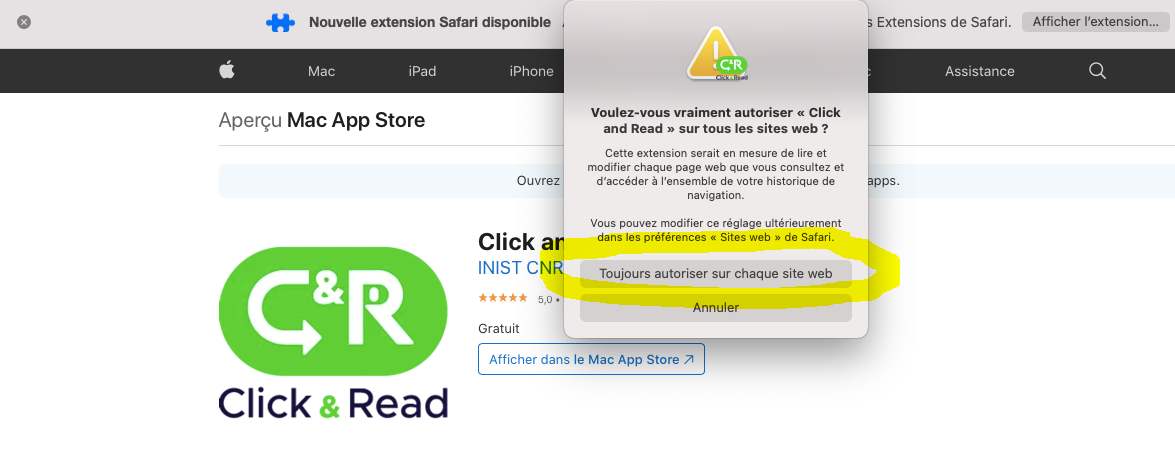 Nouvelle extension Safari disponible
s Extensions de Safari.
Afficher l'extension...
Mac
iPad
iPhone
Assistance
Aperçu Mac App Store
C&R
Click & Read
Voulez-vous vraiment autoriser « Click
and Read » sur tous les sites web ?
Cette extension serait en mesure de lire et
modifier chaque page web que vous consultez et
d'accéder à l'ensemble de votre historique de
navigation.
Vous pouvez modifier ce réglage ultérieurement
dans les préférences « Sites web » de Safari.
Toujours autoriser sur chaque site web
Annuler
Ouvrez
apps.
C&R
Click & Read
Click an
INIST CNR
5,0 •
Gratuit
Afficher dans le Mac App Store ↗